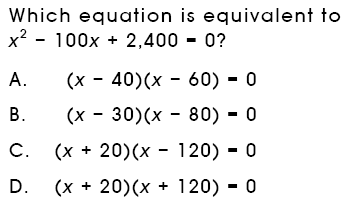 Which equation is equivalent to
x² - 100x + 2,400 = 0?
A. (x - 40)(x - 60) = 0
B. (x - 30)(x - 80) = 0
C. (x + 20)(x - 120) = 0
D. (x + 20)(x + 120) = 0